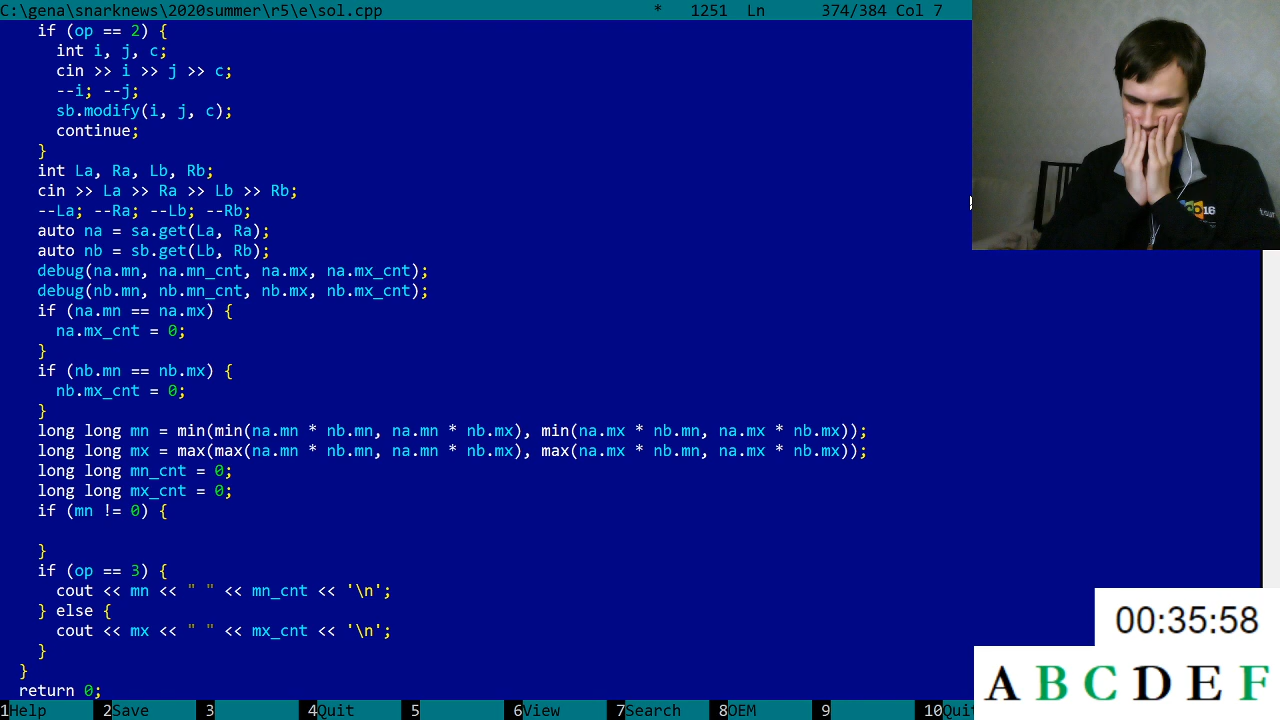 C:\gena\snarknews\2020summer\r5\e\sol.cpp * 1251 Ln 374/384 Col 7
if (op == 2) {
int i, j, c;
cin >> i >> j >> c;
--i; --j;
sb.modify(i, j, c);
continue;
}
int La, Ra, Lb, Rb;
cin >> La >> Ra >> Lb >> Rb;
--La; --Ra; --Lb; --Rb;
auto na = sa.get(La, Ra);
auto nb = sb.get(Lb, Rb);
debug(na.mn, na.mn_cnt, na.mx, na.mx_cnt);
debug(nb.mn, nb.mn_cnt, nb.mx, nb.mx_cnt);
if (na.mn == na.mx) {
na.mx_cnt = 0;
}
if (nb.mn == nb.mx) {
nb.mx_cnt = 0;
}
long long mn = min(min(na.mn * nb.mn, na.mn * nb.mx), min(na.mx * nb.mn, na.mx * nb.mx));
long long mx = max(max(na.mn * nb.mn, na.mn * nb.mx), max(na.mx * nb.mn, na.mx * nb.mx));
long long mn_cnt = 0;
long long mx_cnt = 0;
if (mn != 0) {
}
if (op == 3) {
cout << mn << " " << mn_cnt << '\n';
} else {
cout << mx << " " << mx_cnt << '\n';
}
}
return 0;
1Help 2Save 3 4Quit 5 6View 7Search 8OEM 9 10Quit
16
00:35:58
A B C D E F